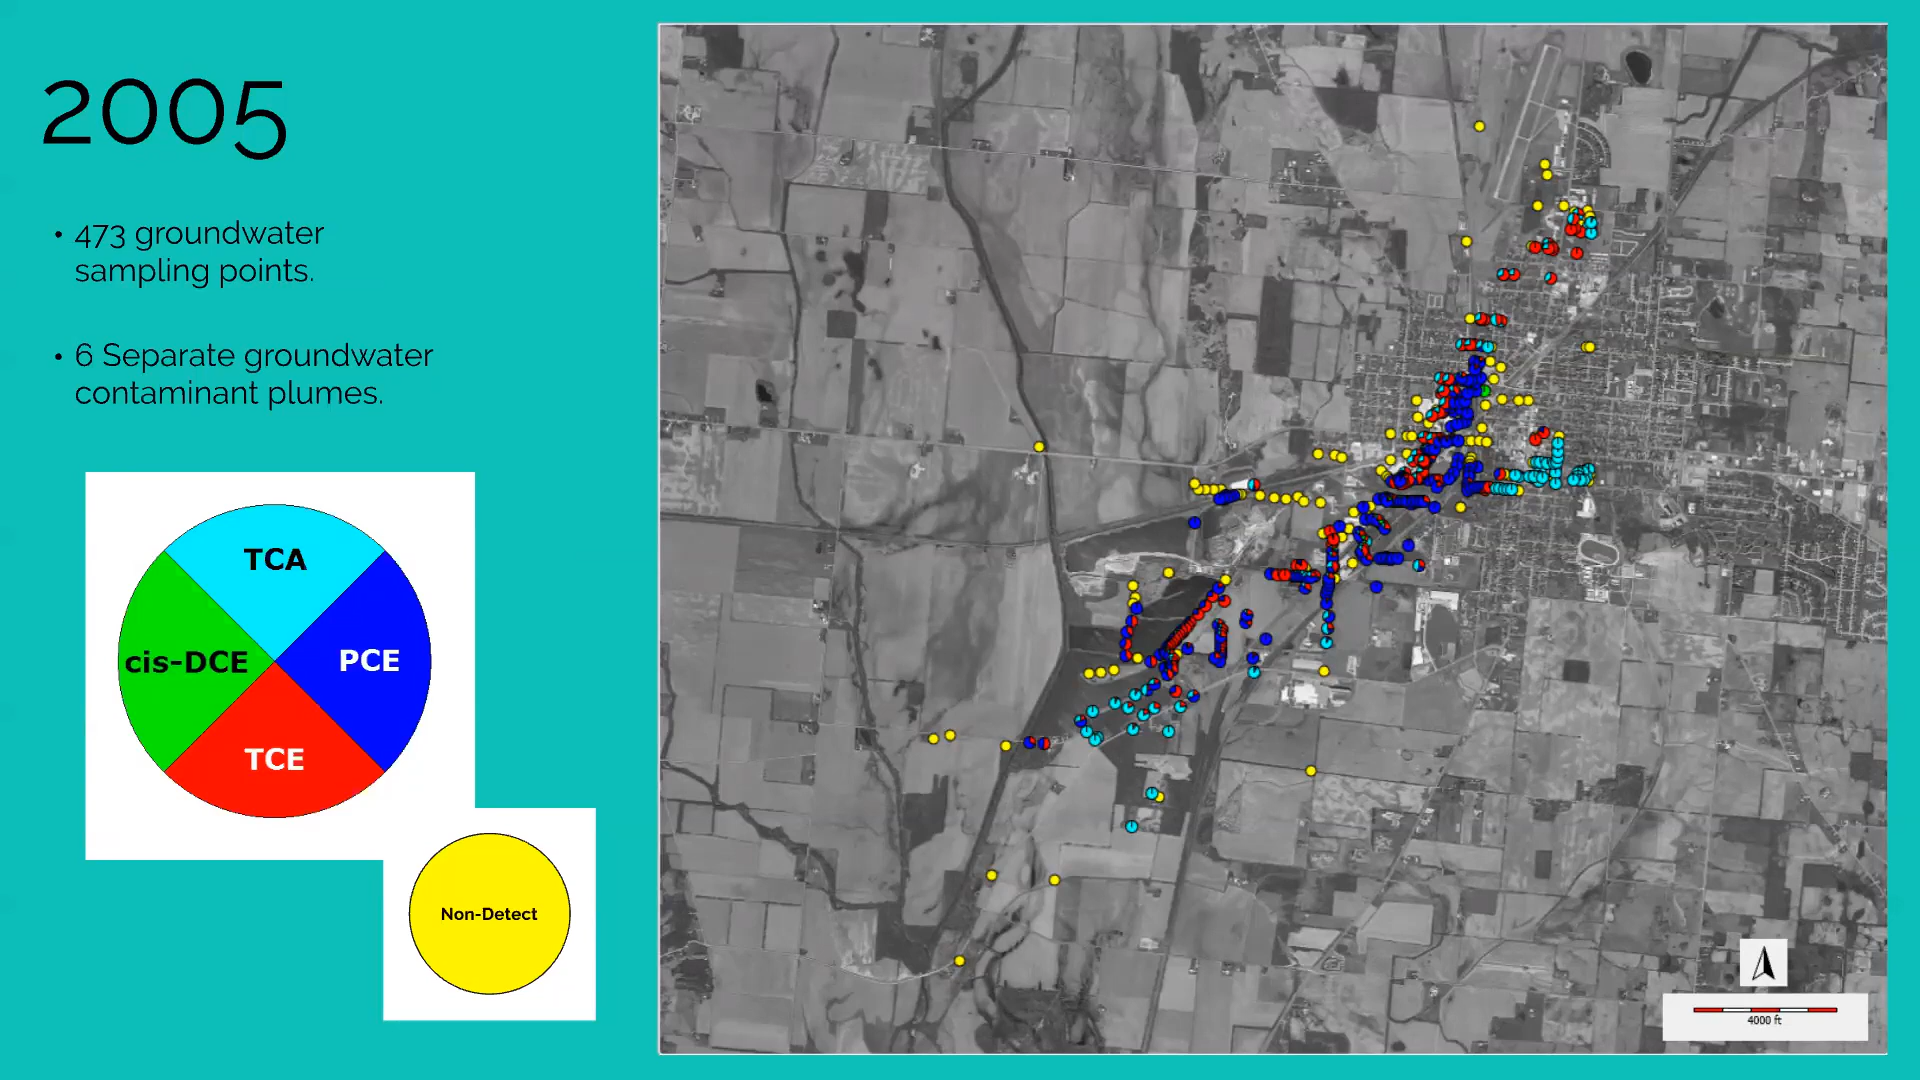 2005
• 473 groundwater
sampling points.
• 6 Separate groundwater
contaminant plumes.
TCA
cis-DCE
PCE
TCE
Non-Detect
4000 ft